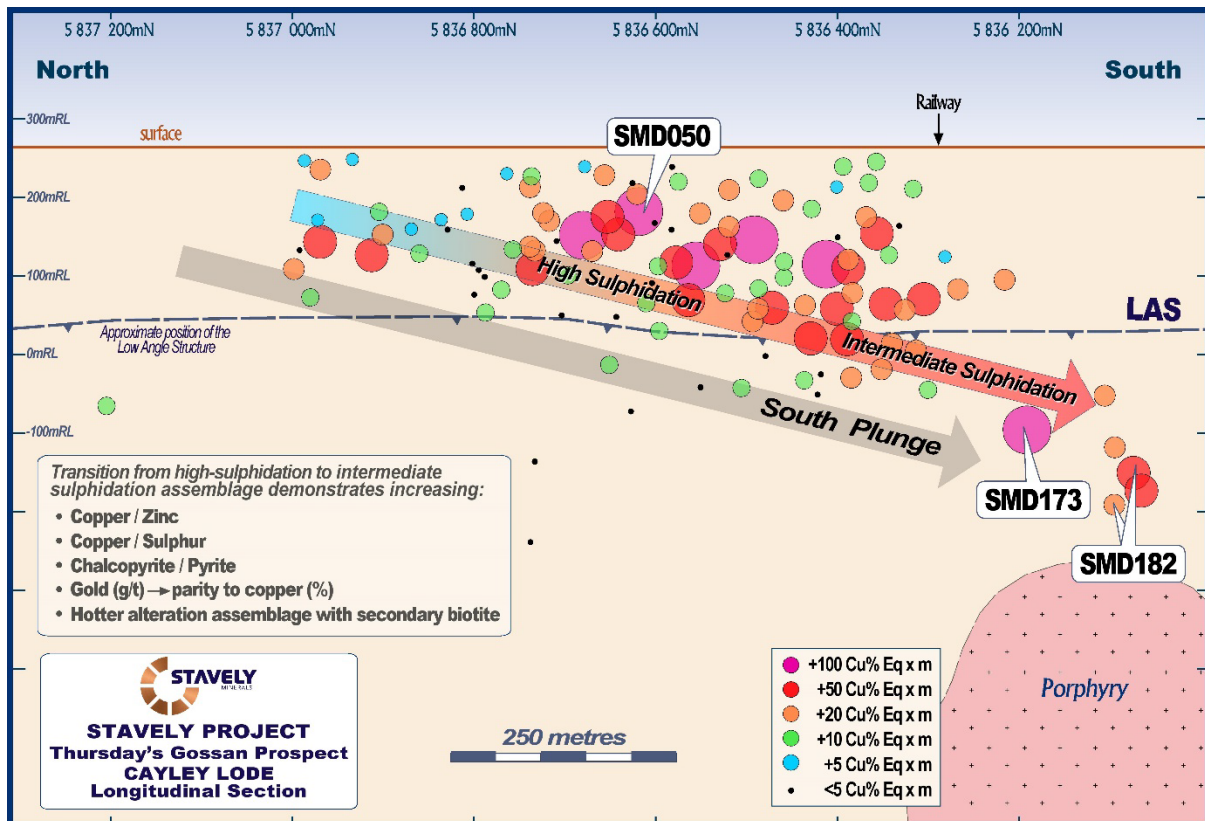 5 837 200mN
5 837 000mN
5 836 800mN
5 836 600mN
5 836 400mN
5 836 200mN
North
South
Railway
300mRL
surface
SMD050
200mRL
100mRL
High Sulphidation
LAS
Approximate position of the
Low Angle Structure
0mRL
Intermediate Sulphidation
South Plunge
-100mRL
SMD173
SMD182
Transition from high-sulphidation to intermediate
sulphidation assemblage demonstrates increasing:
• Copper / Zinc
• Copper / Sulphur
• Chalcopyrite / Pyrite
• Gold (g/t) → parity to copper (%)
• Hotter alteration assemblage with secondary biotite
STAVELY
MINERALS
STAVELY PROJECT
Thursday's Gossan Prospect
CAYLEY LODE
Longitudinal Section
250 metres
+100 Cu% Eq x m
+50 Cu% Eq x m
+20 Cu% Eq x m
+10 Cu% Eq x m
+5 Cu% Eq x m
<5 Cu% Eq x m
Porphyry